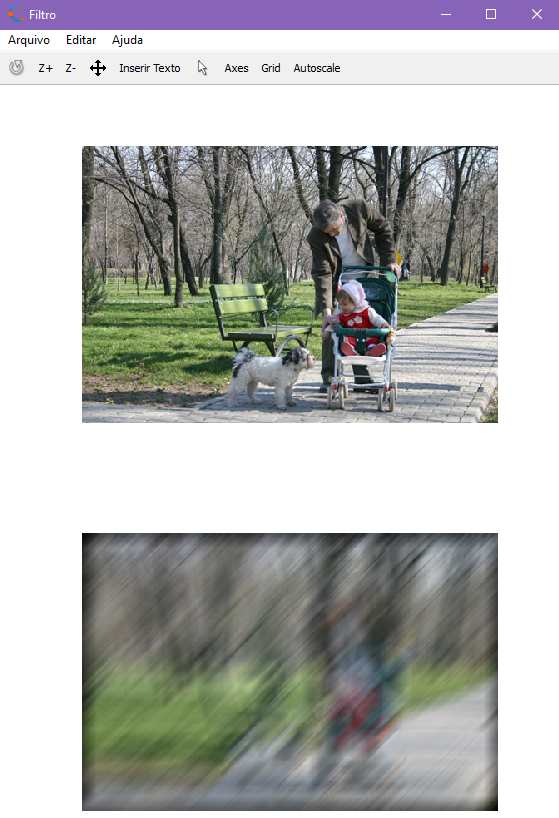 Filtro
Arquivo Editar Ajuda
Z+ Z- Inserir Texto Axes Grid Autoscale